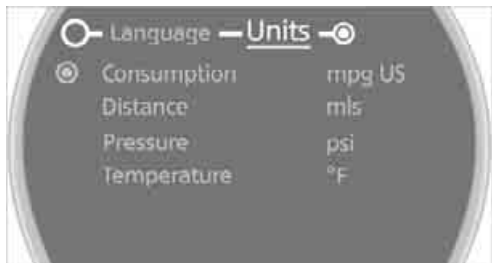 Language Units
Consumption mpg US
Distance mls
Pressure psi
Temperature °F